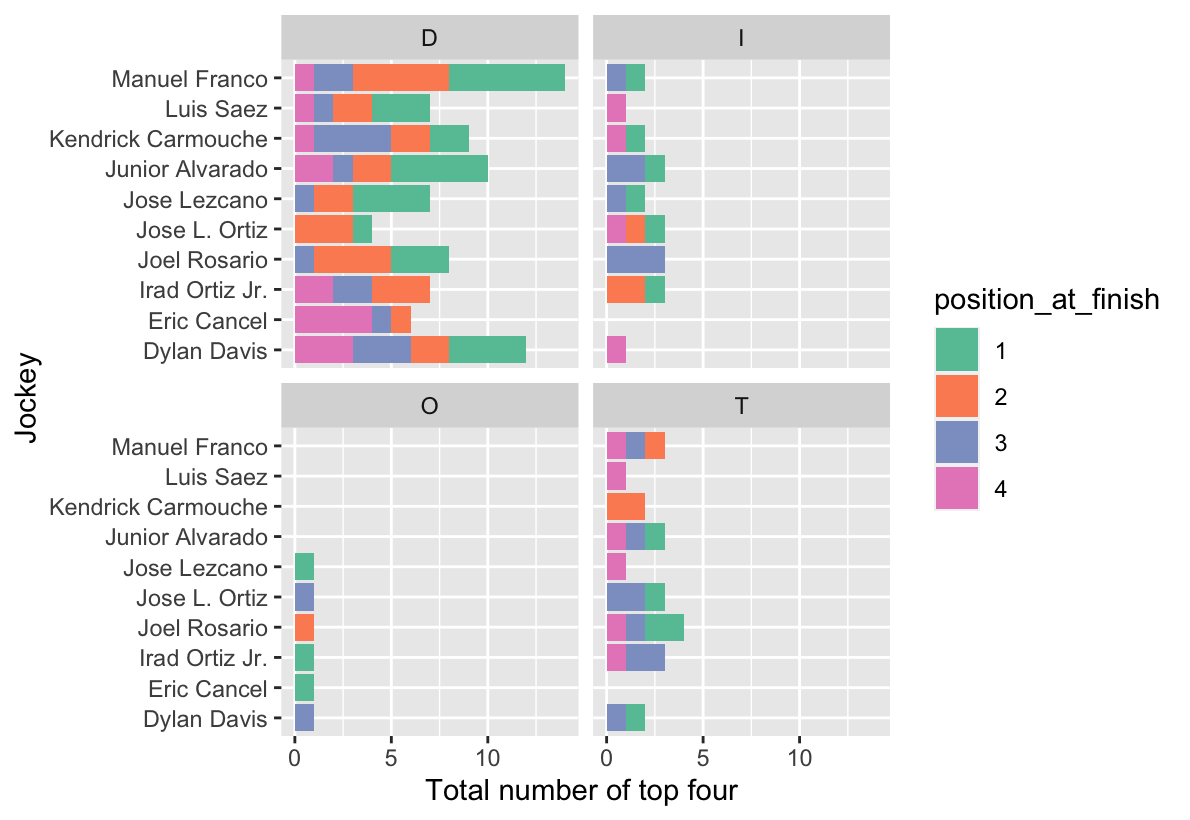 D
I
Manuel Franco
Luis Saez
Kendrick Carmouche
Junior Alvarado
Jose Lezcano
Jose L. Ortiz
Joel Rosario
Irad Ortiz Jr.
Eric Cancel
Dylan Davis
O
T
Manuel Franco
Luis Saez
Kendrick Carmouche
Junior Alvarado
Jose Lezcano
Jose L. Ortiz
Joel Rosario
Irad Ortiz Jr.
Eric Cancel
Dylan Davis
0 5 10
0 5 10
Total number of top four
Jockey
position_at_finish
1
2
3
4